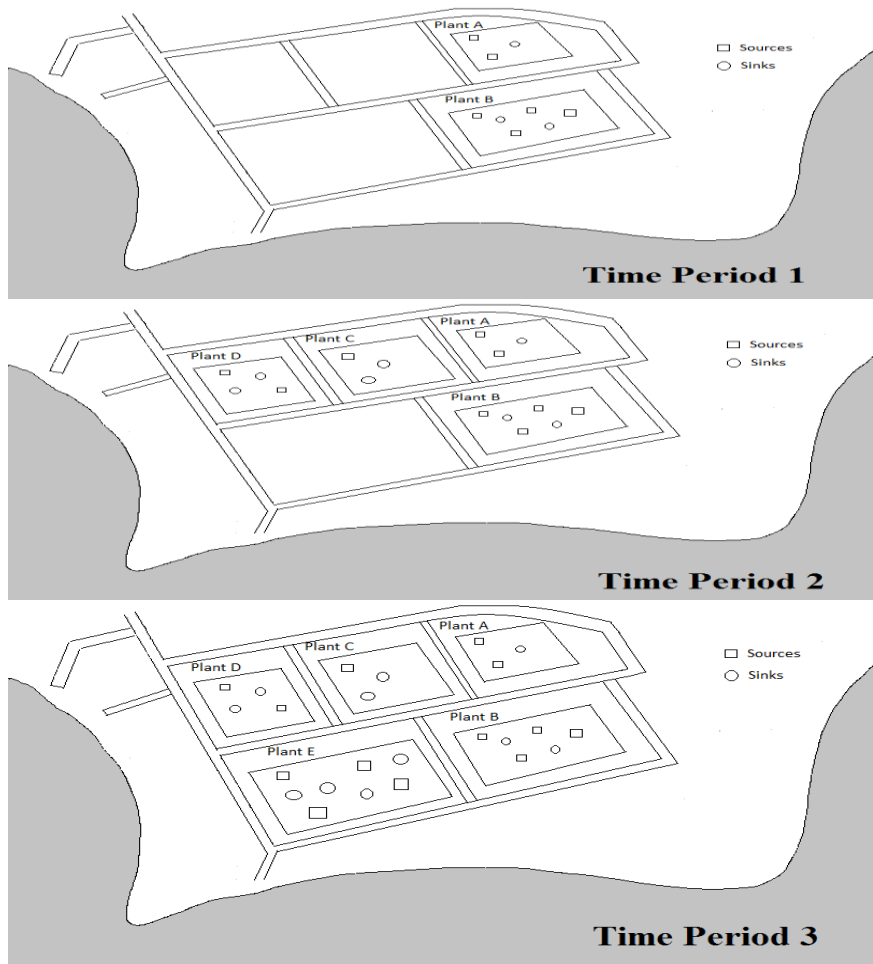 Plant A
Sources
Sinks
Plant B
Time Period 1
Plant A
Plant C
Plant D
Sources
Sinks
Plant B
Time Period 2
Plant A
Plant C
Plant D
Sources
Sinks
Plant B
Plant E
Time Period 3